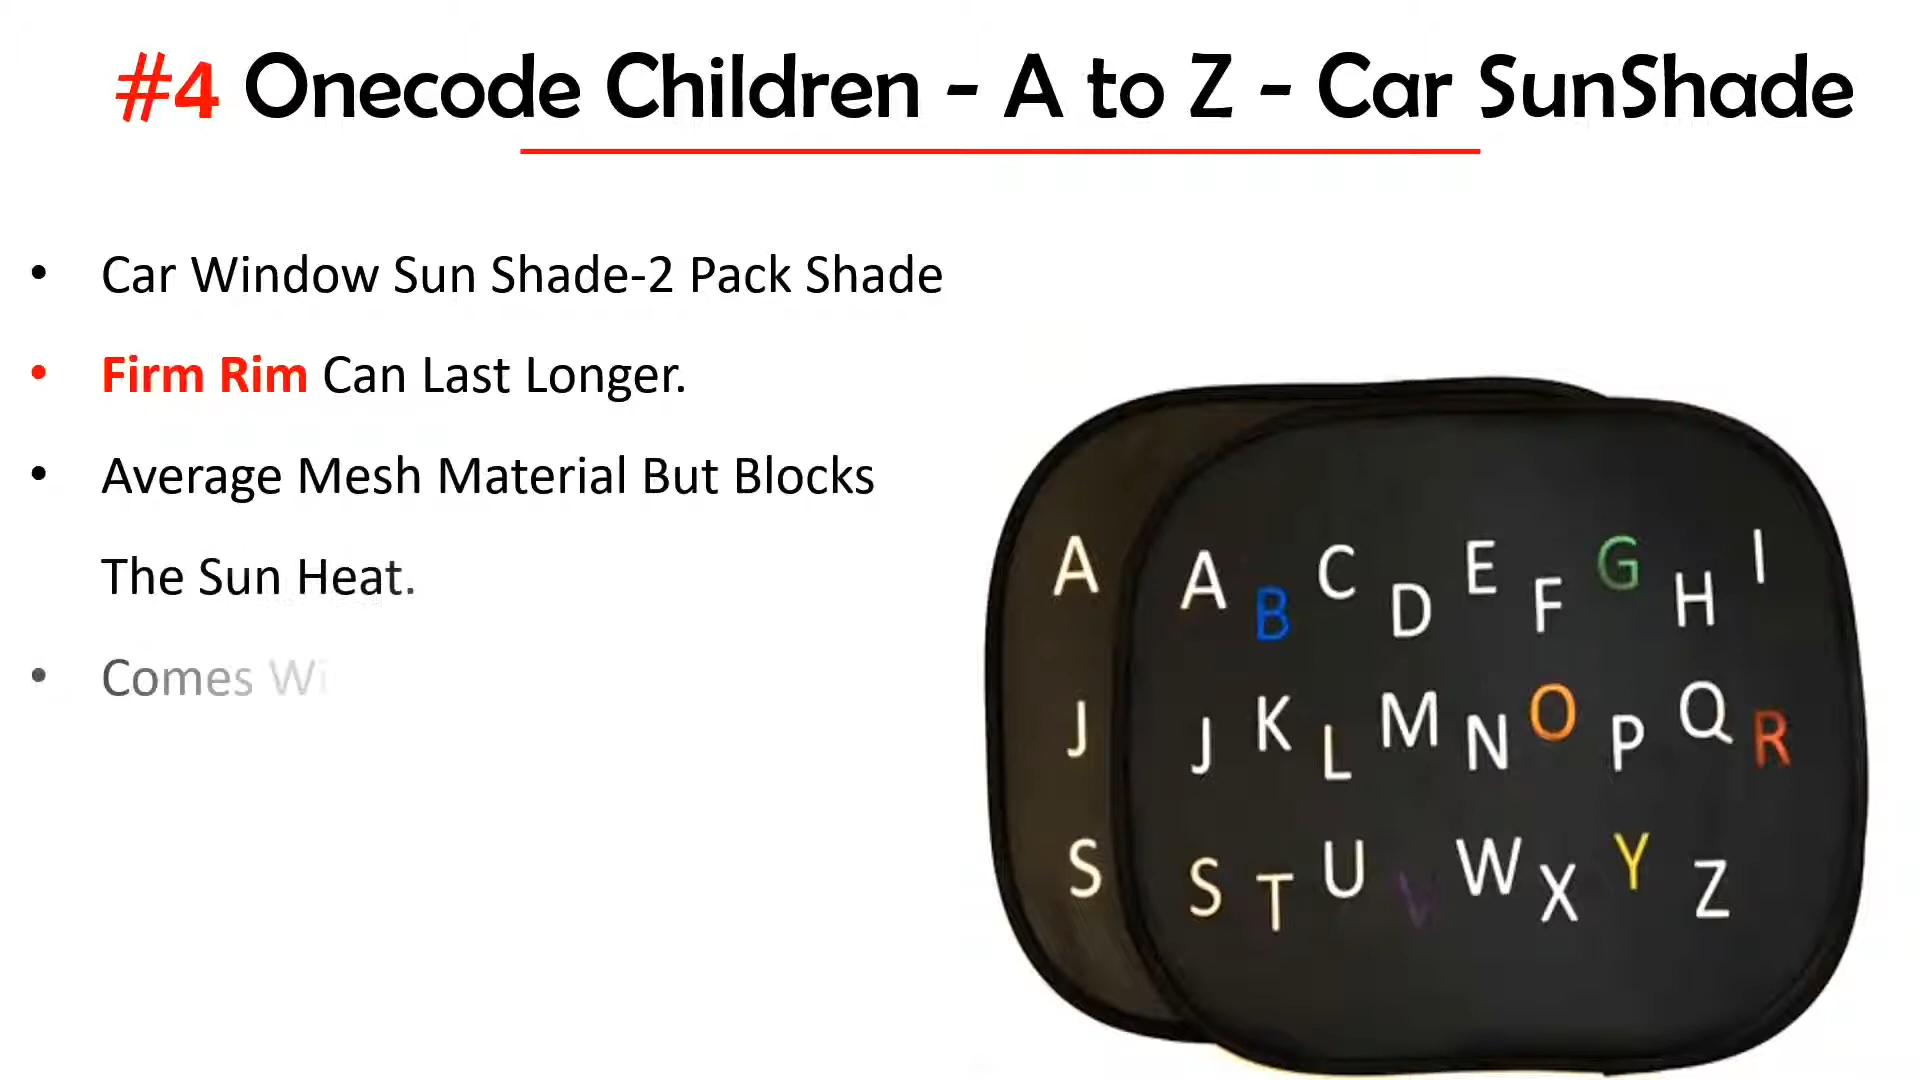 #4 Onecode Children - A to Z - Car SunShade
• Car Window Sun Shade-2 Pack Shade
• Firm Rim Can Last Longer.
• Average Mesh Material But Blocks
The Sun Heat.
• Comes
A
J
S
A B C D E F G H I
J K L M N O P Q R
S T U V W X Y Z